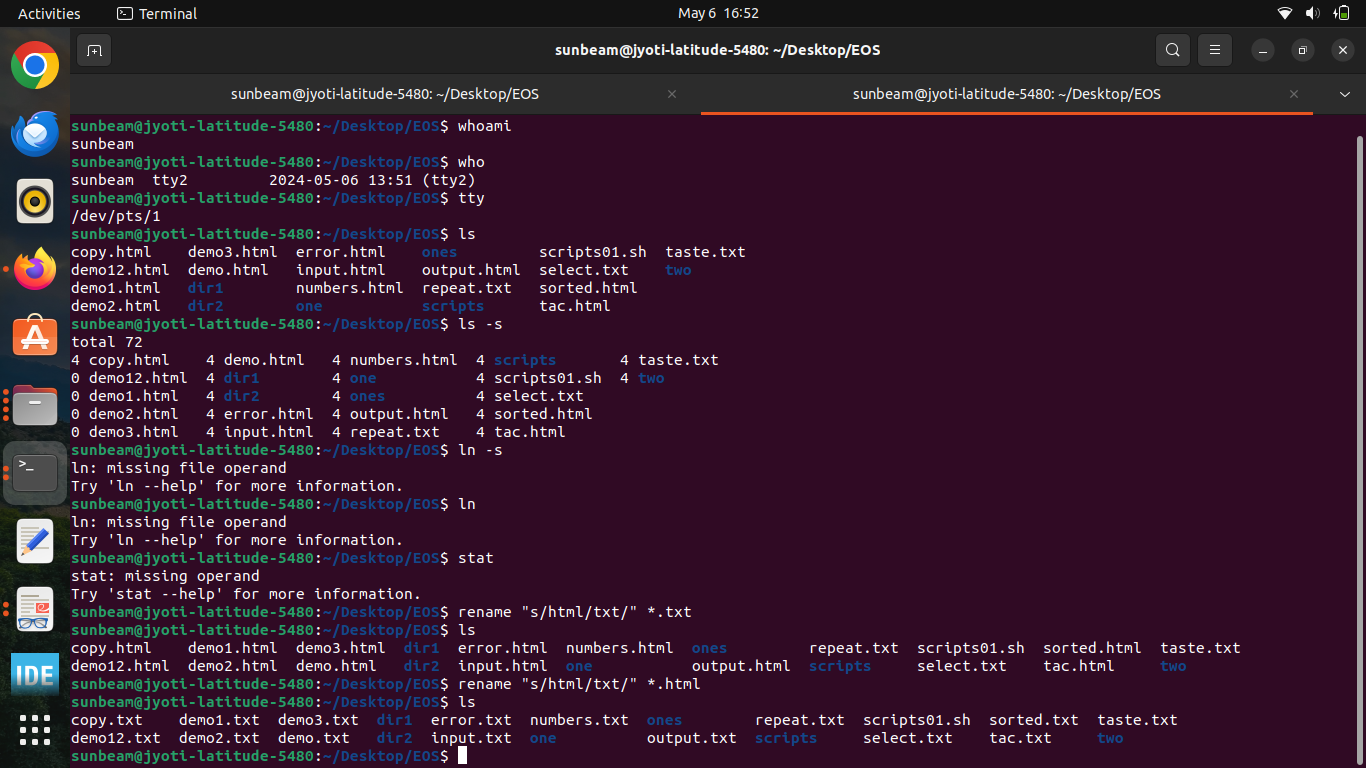 Activities Terminal May 6 16:52
sunbeam@jyoti-latitude-5480: ~/Desktop/EOS
sunbeam@jyoti-latitude-5480: ~/Desktop/EOS sunbeam@jyoti-latitude-5480: ~/Desktop/EOS
sunbeam@jyoti-latitude-5480:~/Desktop/EOS$ whoami
sunbeam
sunbeam@jyoti-latitude-5480:~/Desktop/EOS$ who
sunbeam  tty2         2024-05-06 13:51 (tty2)
sunbeam@jyoti-latitude-5480:~/Desktop/EOS$ tty
/dev/pts/1
sunbeam@jyoti-latitude-5480:~/Desktop/EOS$ ls
copy.html    demo3.html  error.html    ones         scripts01.sh  taste.txt
demo12.html  demo.html   input.html    output.html  select.txt    two
demo1.html   dir1        numbers.html  repeat.txt   sorted.html
demo2.html   dir2        one           scripts      tac.html
sunbeam@jyoti-latitude-5480:~/Desktop/EOS$ ls -s
total 72
4 copy.html    4 demo.html   4 numbers.html  4 scripts       4 taste.txt
0 demo12.html  4 dir1        4 one           4 scripts01.sh  4 two
0 demo1.html   4 dir2        4 ones          4 select.txt
0 demo2.html   4 error.html  4 output.html   4 sorted.html
0 demo3.html   4 input.html  4 repeat.txt    4 tac.html
sunbeam@jyoti-latitude-5480:~/Desktop/EOS$ ln -s
ln: missing file operand
Try 'ln --help' for more information.
sunbeam@jyoti-latitude-5480:~/Desktop/EOS$ ln
ln: missing file operand
Try 'ln --help' for more information.
sunbeam@jyoti-latitude-5480:~/Desktop/EOS$ stat
stat: missing operand
Try 'stat --help' for more information.
sunbeam@jyoti-latitude-5480:~/Desktop/EOS$ rename "s/html/txt/" *.txt
sunbeam@jyoti-latitude-5480:~/Desktop/EOS$ ls
copy.html    demo1.html  demo3.html  dir1  error.html  numbers.html  ones         repeat.txt  scripts01.sh  sorted.html  taste.txt
demo12.html  demo2.html  demo.html   dir2  input.html  one           output.html  scripts     select.txt    tac.html     two
sunbeam@jyoti-latitude-5480:~/Desktop/EOS$ rename "s/html/txt/" *.html
sunbeam@jyoti-latitude-5480:~/Desktop/EOS$ ls
copy.txt    demo1.txt  demo3.txt  dir1  error.txt  numbers.txt  ones        repeat.txt  scripts01.sh  sorted.txt  taste.txt
demo12.txt  demo2.txt  demo.txt   dir2  input.txt  one          output.txt  scripts     select.txt    tac.txt     two
sunbeam@jyoti-latitude-5480:~/Desktop/EOS$
IDE